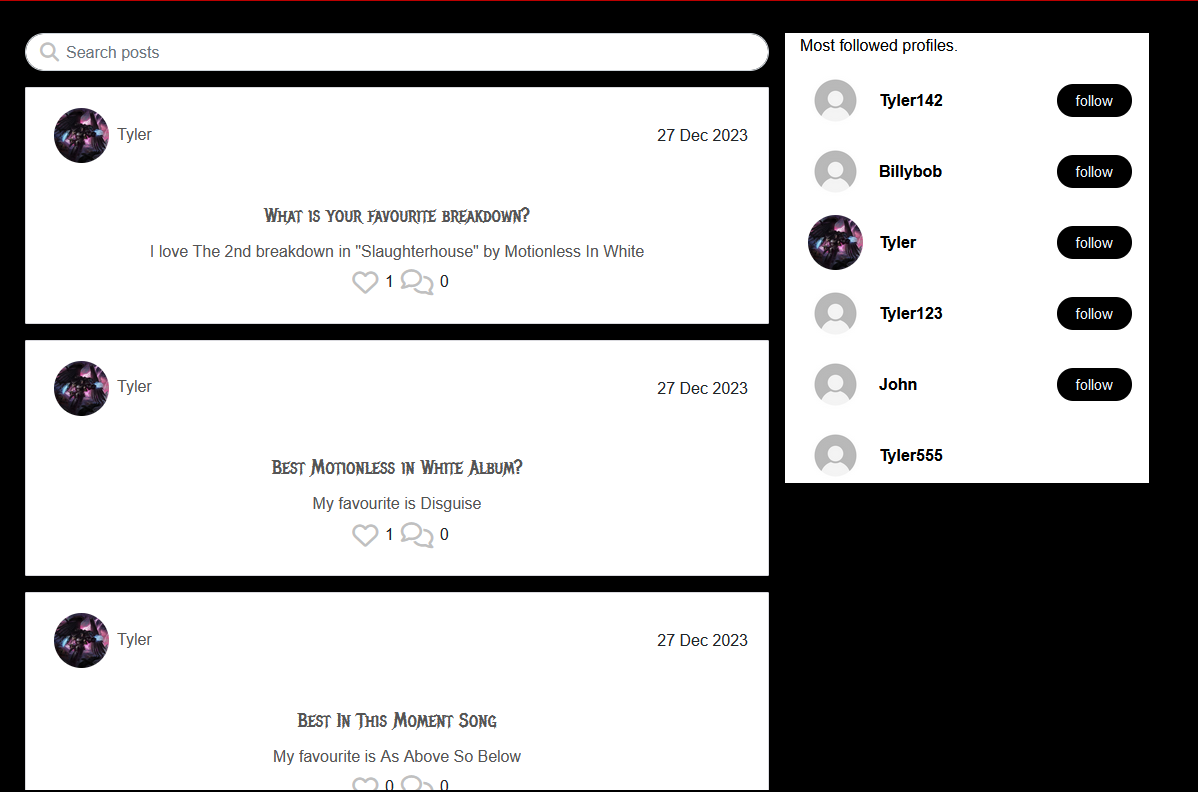 Search posts
Tyler
27 Dec 2023
What is your favourite breakdown?
I love The 2nd breakdown in "Slaughterhouse" by Motionless In White
1 0
Tyler
27 Dec 2023
Best Motionless in White Album?
My favourite is Disguise
1 0
Tyler
27 Dec 2023
Best In This Moment Song
My favourite is As Above So Below
0 0
Most followed profiles.
Tyler142 follow
Billybob follow
Tyler follow
Tyler123 follow
John follow
Tyler555